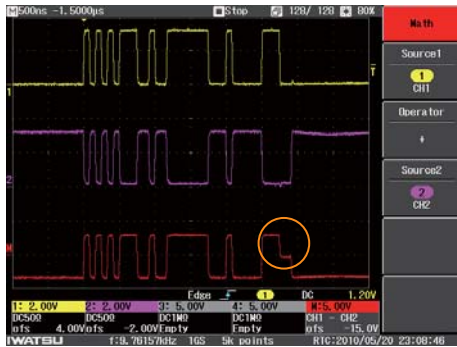 M500ns -1.5000µs Stop 128/ 128 80%
T
1
2
M
Math
Source1
1
CH1
Operator
Source2
2
CH2
Edge 1 DC 1.20V
1: 2.00V 2: 2.00V 3: 5.00V 4: 5.00V M:5.00V
DC50Ω DC50Ω DC1MΩ DC1MΩ CH1 - CH2
ofs 4.00V ofs -2.00V Empty Empty ofs -15.0V
IWATSU f:9.76157kHz 1GS 5k points RTC:2010/05/20 23:08:46